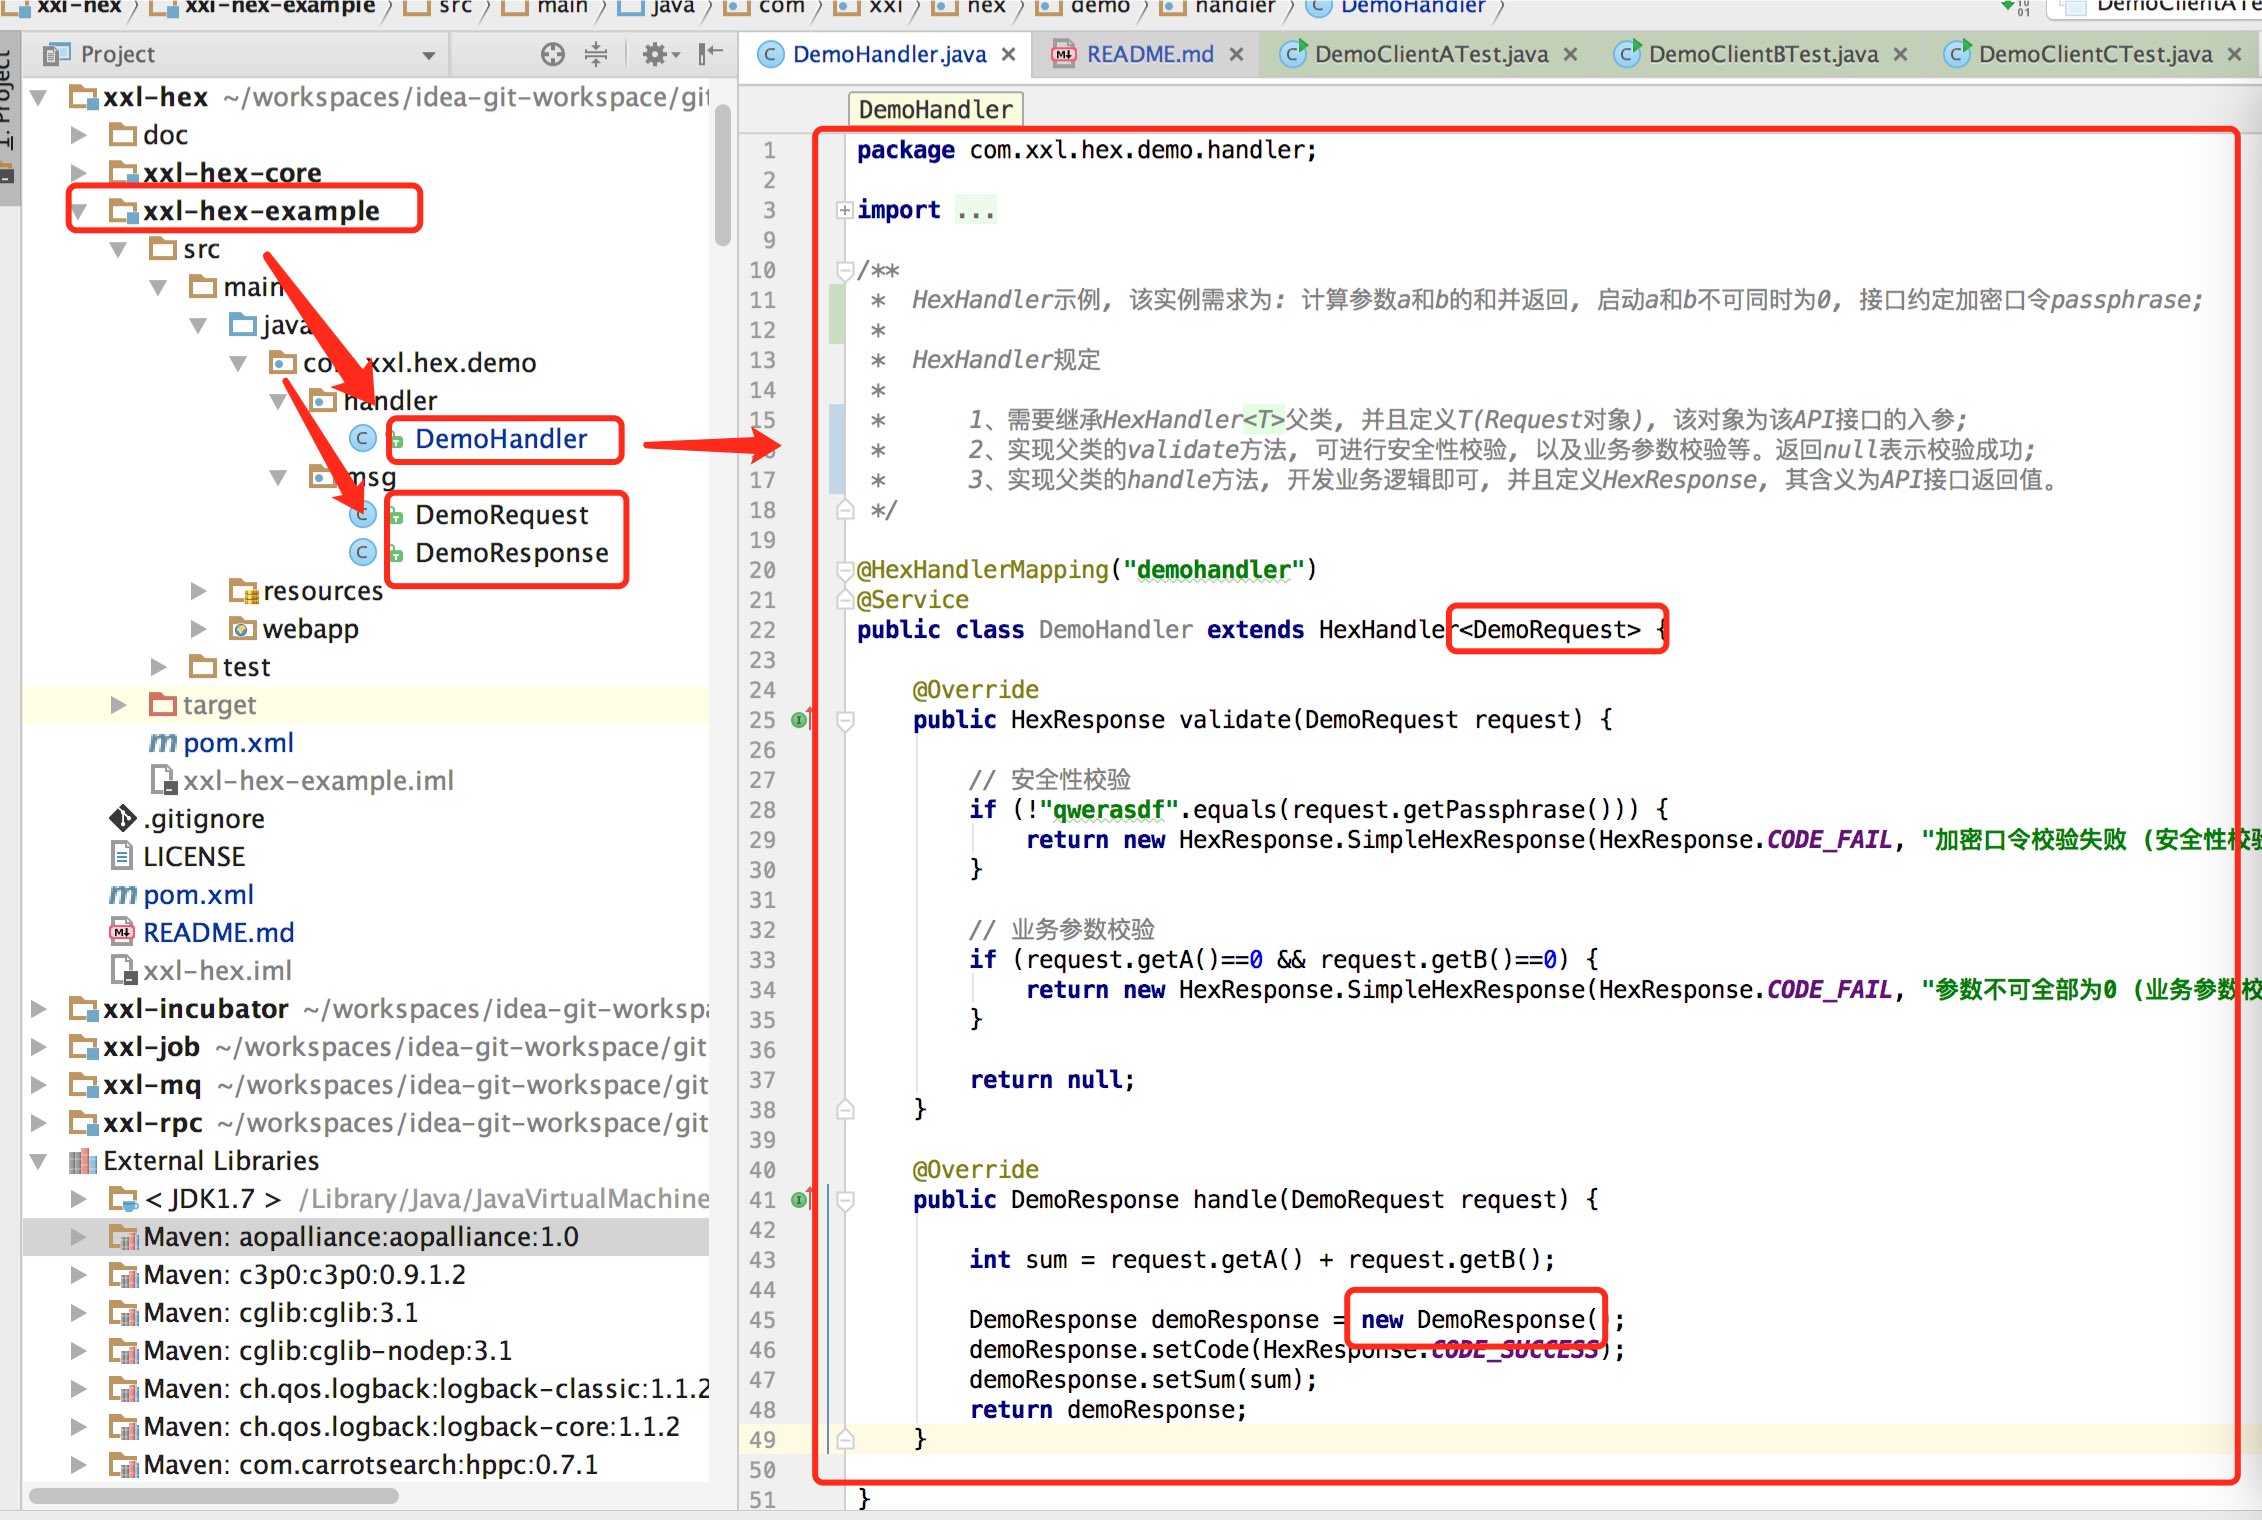 xxl-hex xxl-hex-example src main java com xxl hex demo handler DemoHandler
1: Project
Project
xxl-hex ~/workspaces/idea-git-workspace/git
doc
xxl-hex-core
xxl-hex-example
src
main
java
com.xxl.hex.demo
handler
DemoHandler
msg
DemoRequest
DemoResponse
resources
webapp
test
target
pom.xml
xxl-hex-example.iml
.gitignore
LICENSE
pom.xml
README.md
xxl-hex.iml
xxl-incubator ~/workspaces/idea-git-worksp
xxl-job ~/workspaces/idea-git-workspace/git
xxl-mq ~/workspaces/idea-git-workspace/git
xxl-rpc ~/workspaces/idea-git-workspace/git
External Libraries
< JDK1.7 > /Library/Java/JavaVirtualMachine
Maven: aopalliance:aopalliance:1.0
Maven: c3p0:c3p0:0.9.1.2
Maven: cglib:cglib:3.1
Maven: cglib:cglib-nodep:3.1
Maven: ch.qos.logback:logback-classic:1.1.2
Maven: ch.qos.logback:logback-core:1.1.2
Maven: com.carrotsearch:hppc:0.7.1
DemoHandler.java README.md DemoClientATest.java DemoClientBTest.java DemoClientCTest.java
DemoHandler
1 package com.xxl.hex.demo.handler;
2
3 import ...
9
10 /**
11 * HexHandler示例, 该实例需求为: 计算参数a和b的和并返回, 启动a和b不可同时为0, 接口约定加密口令passphrase;
12 *
13 * HexHandler规定
14 *
15 * 1、需要继承HexHandler<T>父类, 并且定义T(Request对象), 该对象为该API接口的入参;
* 2、实现父类的validate方法, 可进行安全性校验, 以及业务参数校验等。返回null表示校验成功;
17 * 3、实现父类的handle方法, 开发业务逻辑即可, 并且定义HexResponse, 其含义为API接口返回值。
18 */
19
20 @HexHandlerMapping("demohandler")
21 @Service
22 public class DemoHandler extends HexHandler<DemoRequest> {
23
24 @Override
25 public HexResponse validate(DemoRequest request) {
26
27 // 安全性校验
28 if (!"qwerasdf".equals(request.getPassphrase())) {
29 return new HexResponse.SimpleHexResponse(HexResponse.CODE_FAIL, "加密口令校验失败 (安全性校验
30 }
31
32 // 业务参数校验
33 if (request.getA()==0 && request.getB()==0) {
34 return new HexResponse.SimpleHexResponse(HexResponse.CODE_FAIL, "参数不可全部为0 (业务参数校
35 }
36
37 return null;
38 }
39
40 @Override
41 public DemoResponse handle(DemoRequest request) {
42
43 int sum = request.getA() + request.getB();
44
45 DemoResponse demoResponse = new DemoResponse( ;
46 demoResponse.setCode(HexResponse.CODE_SUCCESS);
47 demoResponse.setSum(sum);
48 return demoResponse;
49 }
50
51 }